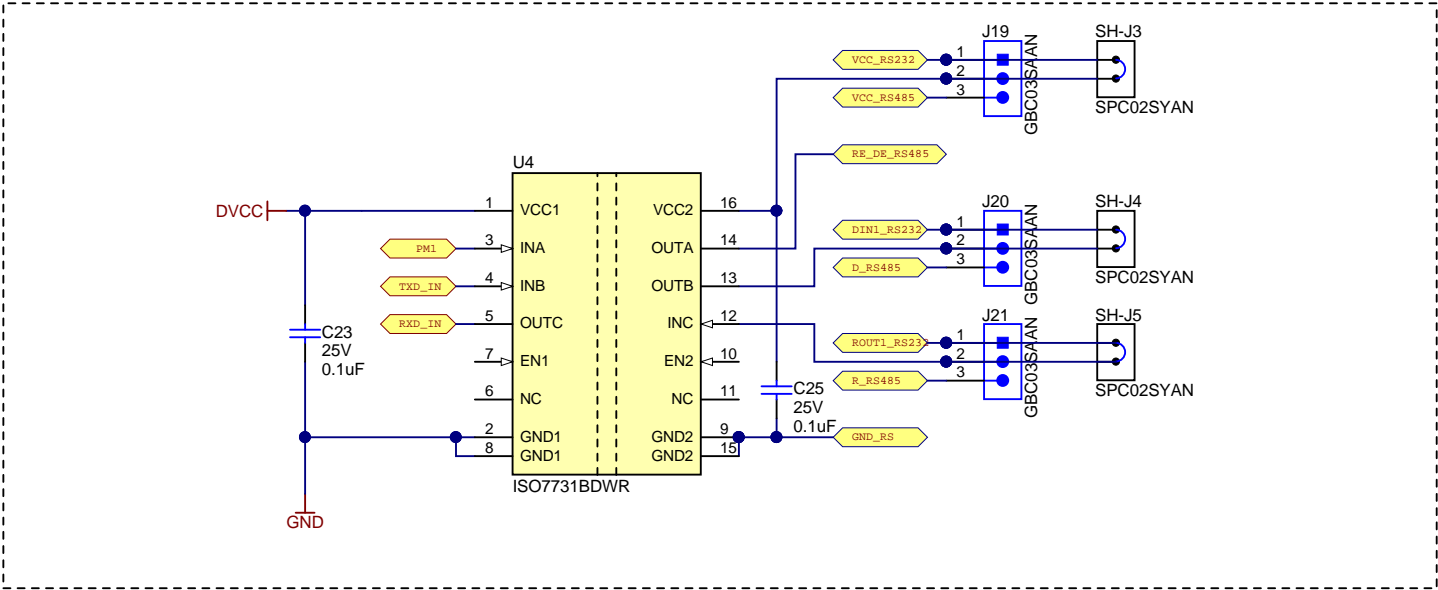 J19
SH-J3
VCC_RS232
1
2
VCC_RS485
3
GBC03SAAN
SPC02SYAN
RE_DE_RS485
U4
DVCC
1
VCC1
VCC2
16
PM1
3
INA
OUTA
14
TXD_IN
4
INB
OUTB
13
RXD_IN
5
OUTC
INC
12
7
EN1
EN2
10
6
NC
NC
11
2
GND1
GND2
9
8
GND1
GND2
15
ISO7731BDWR
C23
25V
0.1uF
GND
C25
25V
0.1uF
GND_RS
J20
SH-J4
DIN1_RS232
1
2
D_RS485
3
GBC03SAAN
SPC02SYAN
J21
SH-J5
ROUT1_RS232
1
2
R_RS485
3
GBC03SAAN
SPC02SYAN